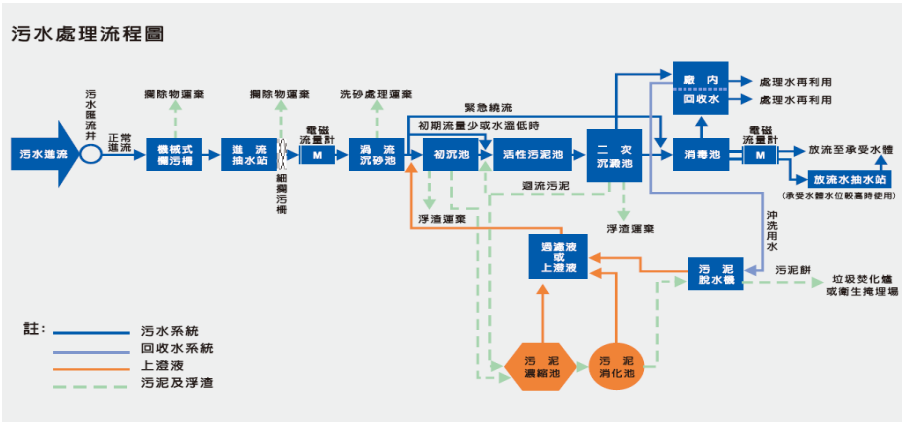 污水處理流程圖
污水進流
污水匯流井
正常
進流
攔除物運棄
機械式
攔污柵
攔除物運棄
進流
抽水站
細攔污柵
電磁
流量計
M
洗砂處理運棄
渦流
沉砂池
緊急繞流
初期流量少或水溫低時
初沉池
活性污泥池
二次
沉澱池
浮渣運棄
迴流污泥
浮渣運棄
廠內
回收水
處理水再利用
處理水再利用
消毒池
電磁
流量計
M
放流至承受水體
放流水抽水站
(承受水體水位較高時使用)
沖洗用水
過濾液
或
上澄液
污泥
脫水機
污泥餅
垃圾焚化爐
或衛生掩埋場
污泥
濃縮池
污泥
消化池
註:
污水系統
回收水系統
上澄液
污泥及浮渣